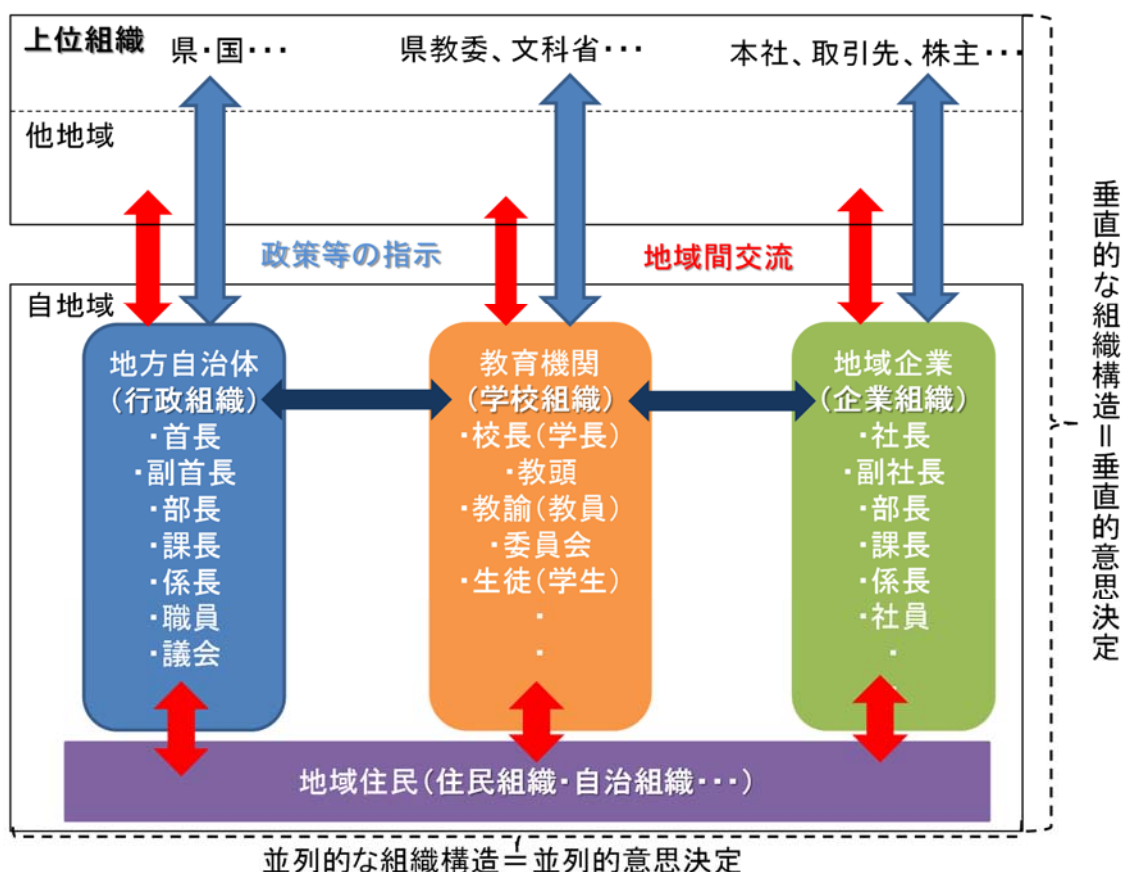 上位組織
県・国・・・
県教委、文科省・・・
本社、取引先、株主・・・
他地域
政策等の指示
地域間交流
自地域
地方自治体
(行政組織)
・首長
・副首長
・部長
・課長
・係長
・職員
・議会
教育機関
(学校組織)
・校長(学長)
・教頭
・教諭(教員)
・委員会
・生徒(学生)
・
・
地域企業
(企業組織)
・社長
・副社長
・部長
・課長
・係長
・社員
・
地域住民(住民組織・自治組織・・・)
並列的な組織構造=並列的意思決定
垂直的な組織構造=垂直的意思決定